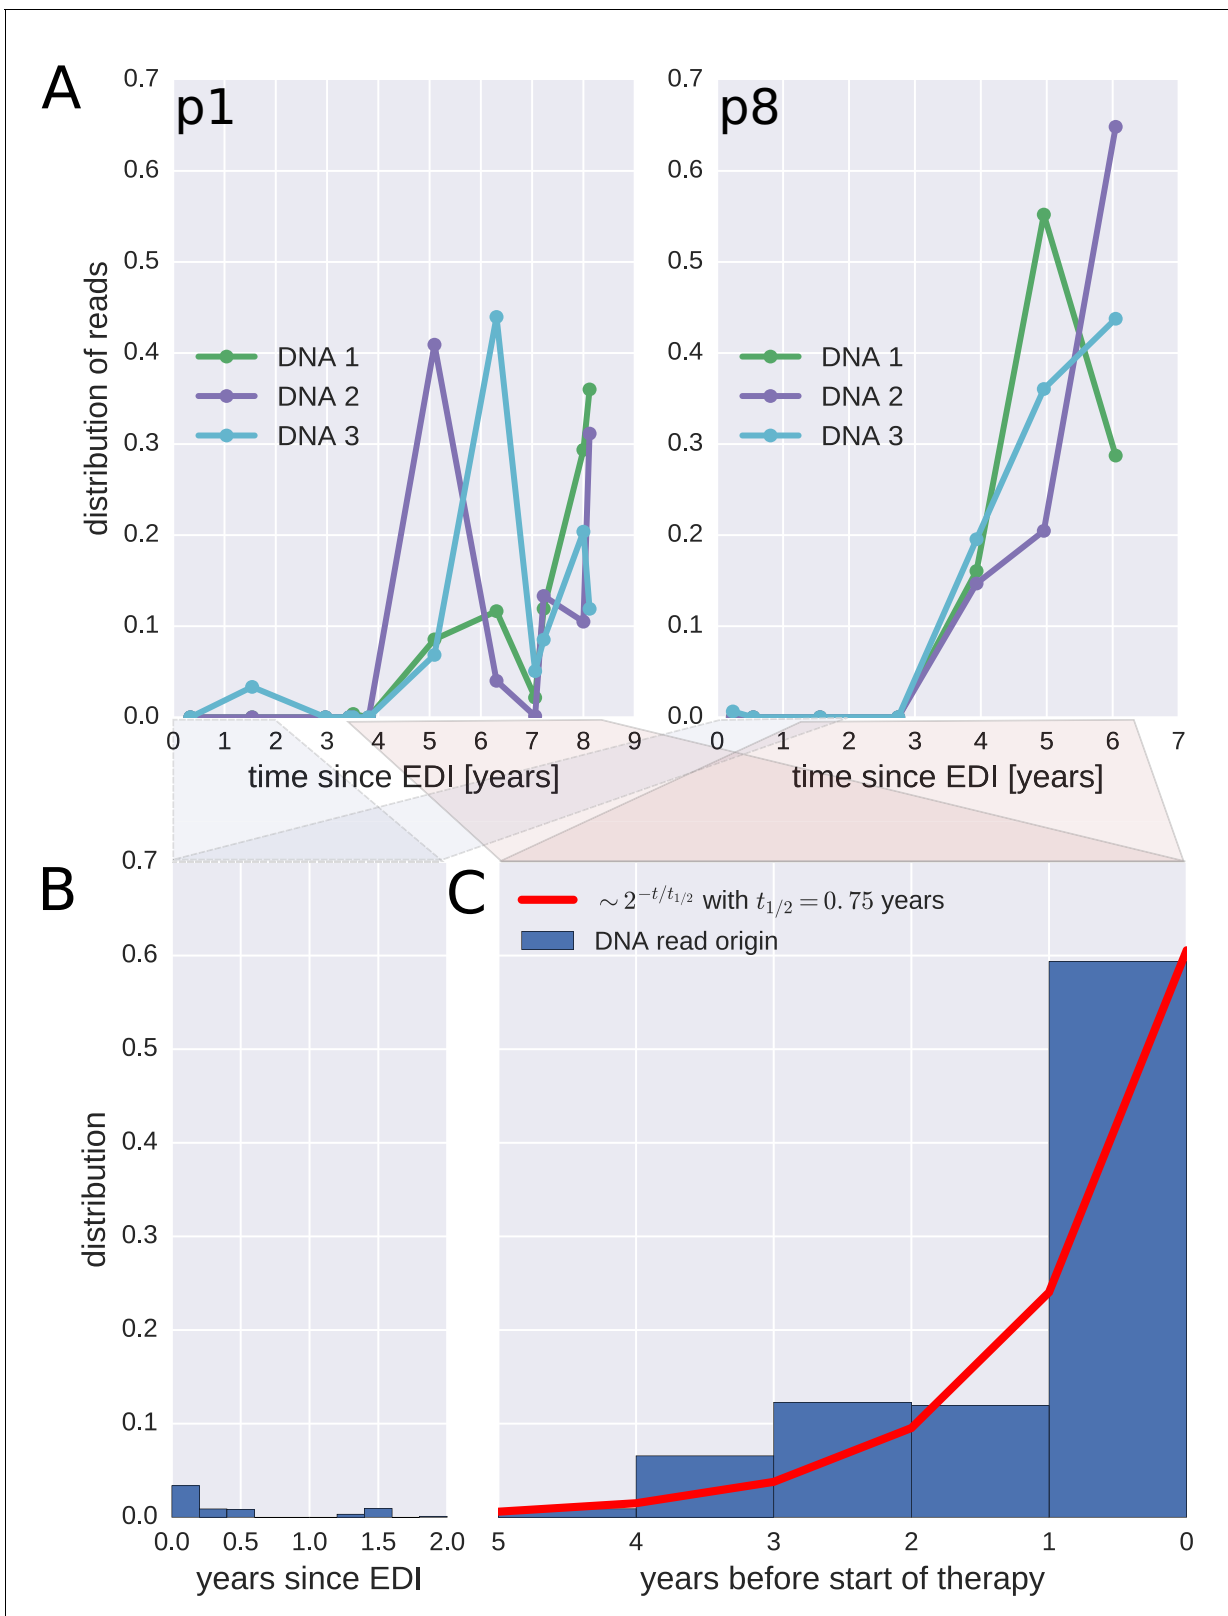 A
p1
p8
0.7
0.6
0.5
0.4
0.3
0.2
0.1
0.0
distribution of reads
DNA 1
DNA 2
DNA 3
0 1 2 3 4 5 6 7 8 9
time since EDI [years]
0.7
0.6
0.5
0.4
0.3
0.2
0.1
0.0
DNA 1
DNA 2
DNA 3
0 1 2 3 4 5 6 7
time since EDI [years]
B
0.7
0.6
0.5
0.4
0.3
0.2
0.1
0.0
distribution
0.0 0.5 1.0 1.5 2.0
years since EDI
C
∼ 2^{−t/t_{1/2}} with t_{1/2} = 0.75 years
DNA read origin
5 4 3 2 1 0
years before start of therapy